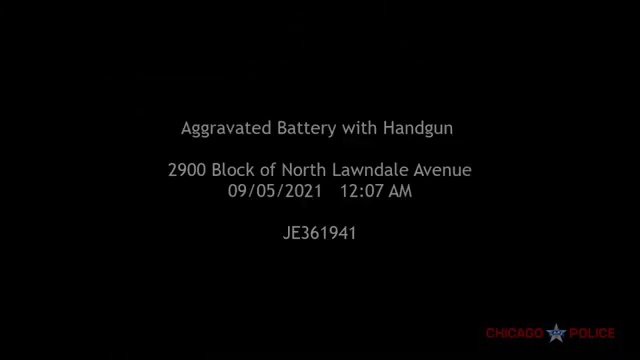 Aggravated Battery with Handgun
2900 Block of North Lawndale Avenue
09/05/2021 12:07 AM
JE361941
CHICAGO POLICE